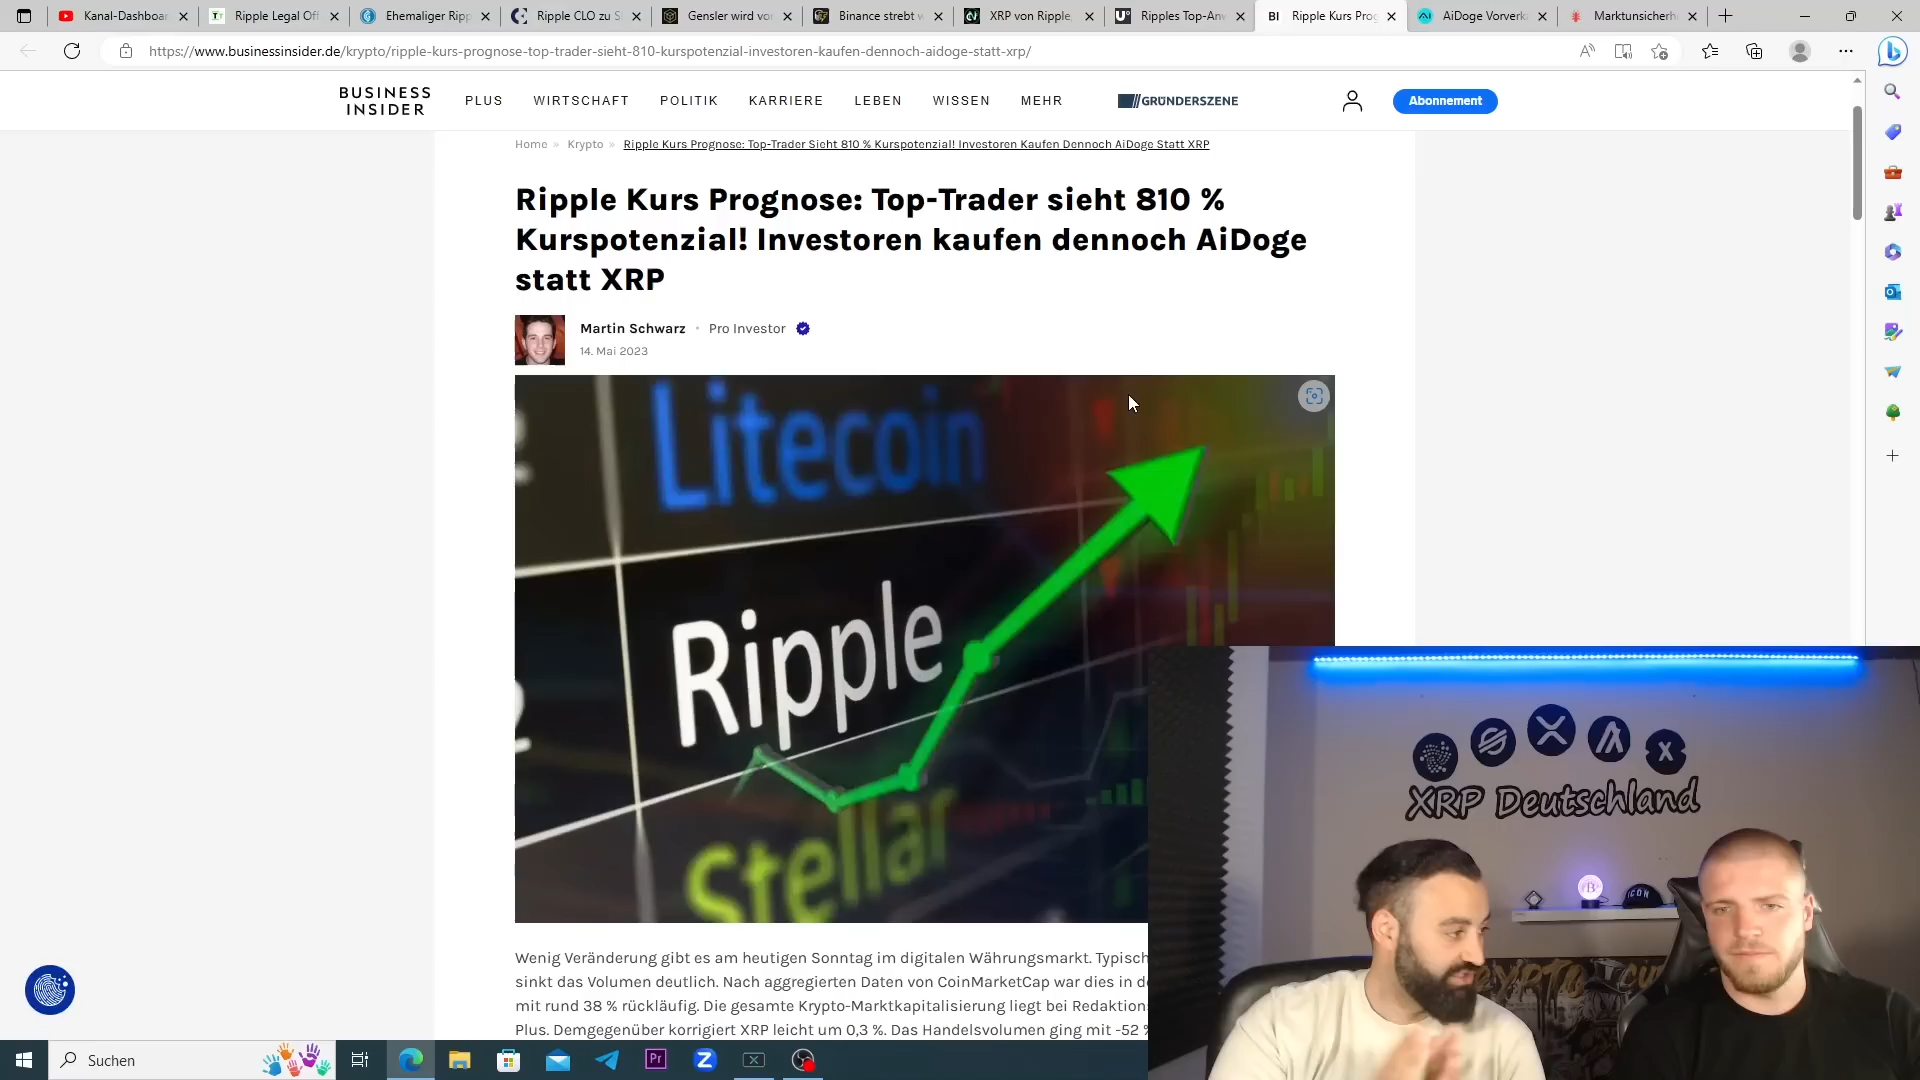 Kanal-Dashboar
Ripple Legal Off
Ehemaliger Ripp
Ripple CLO zu S
Gensler wird vor
Binance strebt w
XRP von Ripple,
Ripples Top-Anw
Ripple Kurs Prog
AiDoge Vorverka
Marktunsicherhe
https://www.businessinsider.de/krypto/ripple-kurs-prognose-top-trader-sieht-810-kurspotenzial-investoren-kaufen-dennoch-aidoge-statt-xrp/
BUSINESS
INSIDER
PLUS WIRTSCHAFT POLITIK KARRIERE LEBEN WISSEN MEHR GRÜNDERSZENE Abonnement
Home » Krypto » Ripple Kurs Prognose: Top-Trader Sieht 810 % Kurspotenzial! Investoren Kaufen Dennoch AiDoge Statt XRP
Ripple Kurs Prognose: Top-Trader sieht 810 %
Kurspotenzial! Investoren kaufen dennoch AiDoge
statt XRP
Martin Schwarz • Pro Investor
14. Mai 2023
Litecoin
Ripple
Stellar
Wenig Veränderung gibt es am heutigen Sonntag im digitalen Währungsmarkt. Typisch
sinkt das Volumen deutlich. Nach aggregierten Daten von CoinMarketCap war dies in de
mit rund 38 % rückläufig. Die gesamte Krypto-Marktkapitalisierung liegt bei Redaktion
Plus. Demgegenüber korrigiert XRP leicht um 0,3 %. Das Handelsvolumen ging mit -52 %
XRP Deutschland
ICON
CRYPTO
Suchen